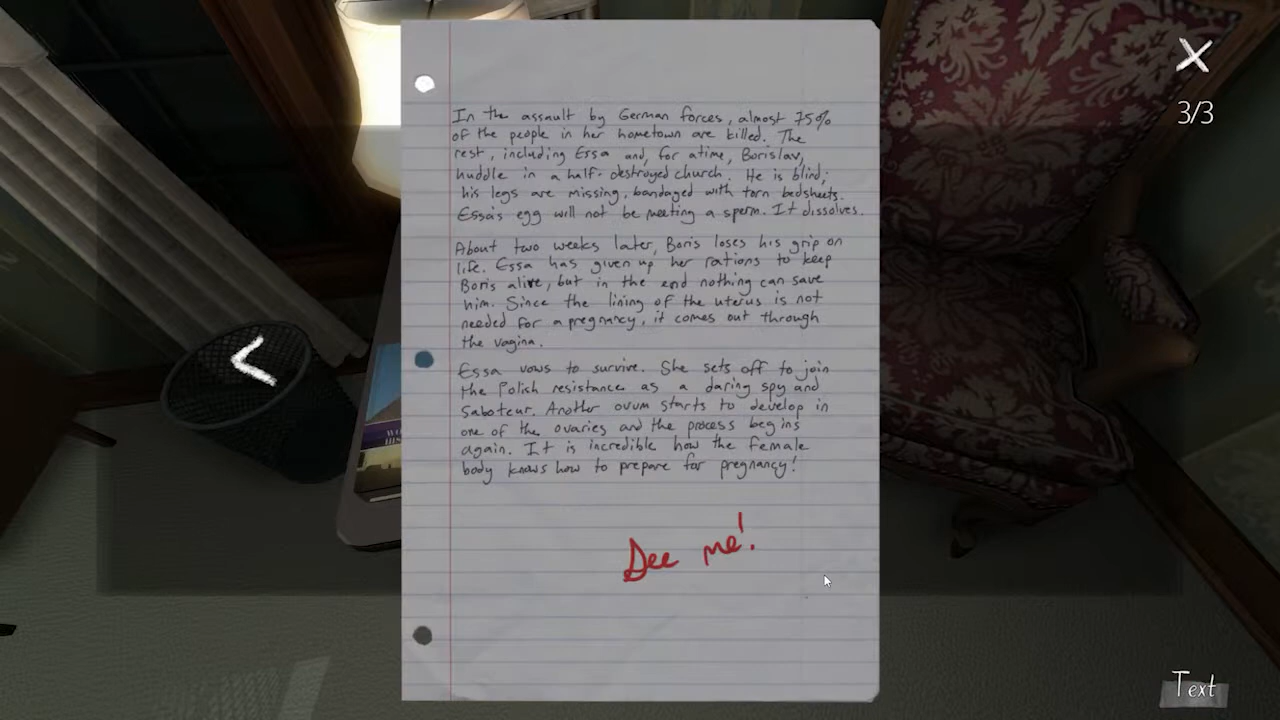 3/3
In the assault by German forces, almost 75%
of the people in her hometown are killed. The
rest, including Essa and, for atime, Borislav,
huddle in a half-destroyed church. He is blind;
his legs are missing, bandaged with torn bedsheets.
Essa's egg will not be meeting a sperm. It dissolves.
About two weeks later, Boris loses his grip on
life. Essa has given up her rations to keep
Boris alive, but in the end nothing can save
him. Since the lining of the uterus is not
needed for a pregnancy, it comes out through
the vagina.
Essa vows to survive. She sets off to join
the Polish resistance as a daring spy and
saboteur. Another ovum starts to develop in
one of the ovaries and the process begins
again. It is incredible how the female
body knows how to prepare for pregnancy!
See me!
Text